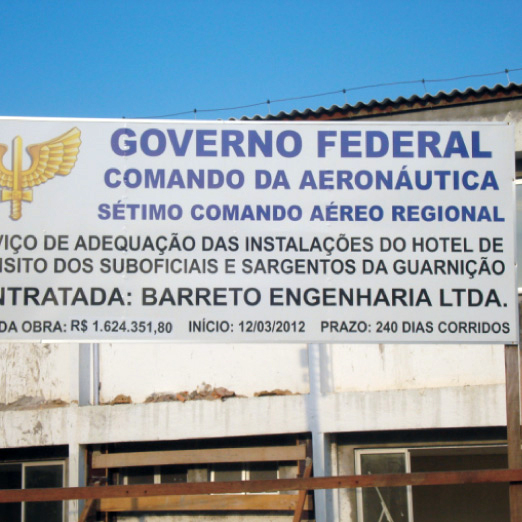 GOVERNO FEDERAL
COMANDO DA AERONÁUTICA
SÉTIMO COMANDO AÉREO REGIONAL
VIÇO DE ADEQUAÇÃO DAS INSTALAÇÕES DO HOTEL DE
NSITO DOS SUBOFICIAIS E SARGENTOS DA GUARNIÇÃO
NTRATADA: BARRETO ENGENHARIA LTDA.
DA OBRA: R$ 1.624.351,80 INÍCIO: 12/03/2012 PRAZO: 240 DIAS CORRIDOS